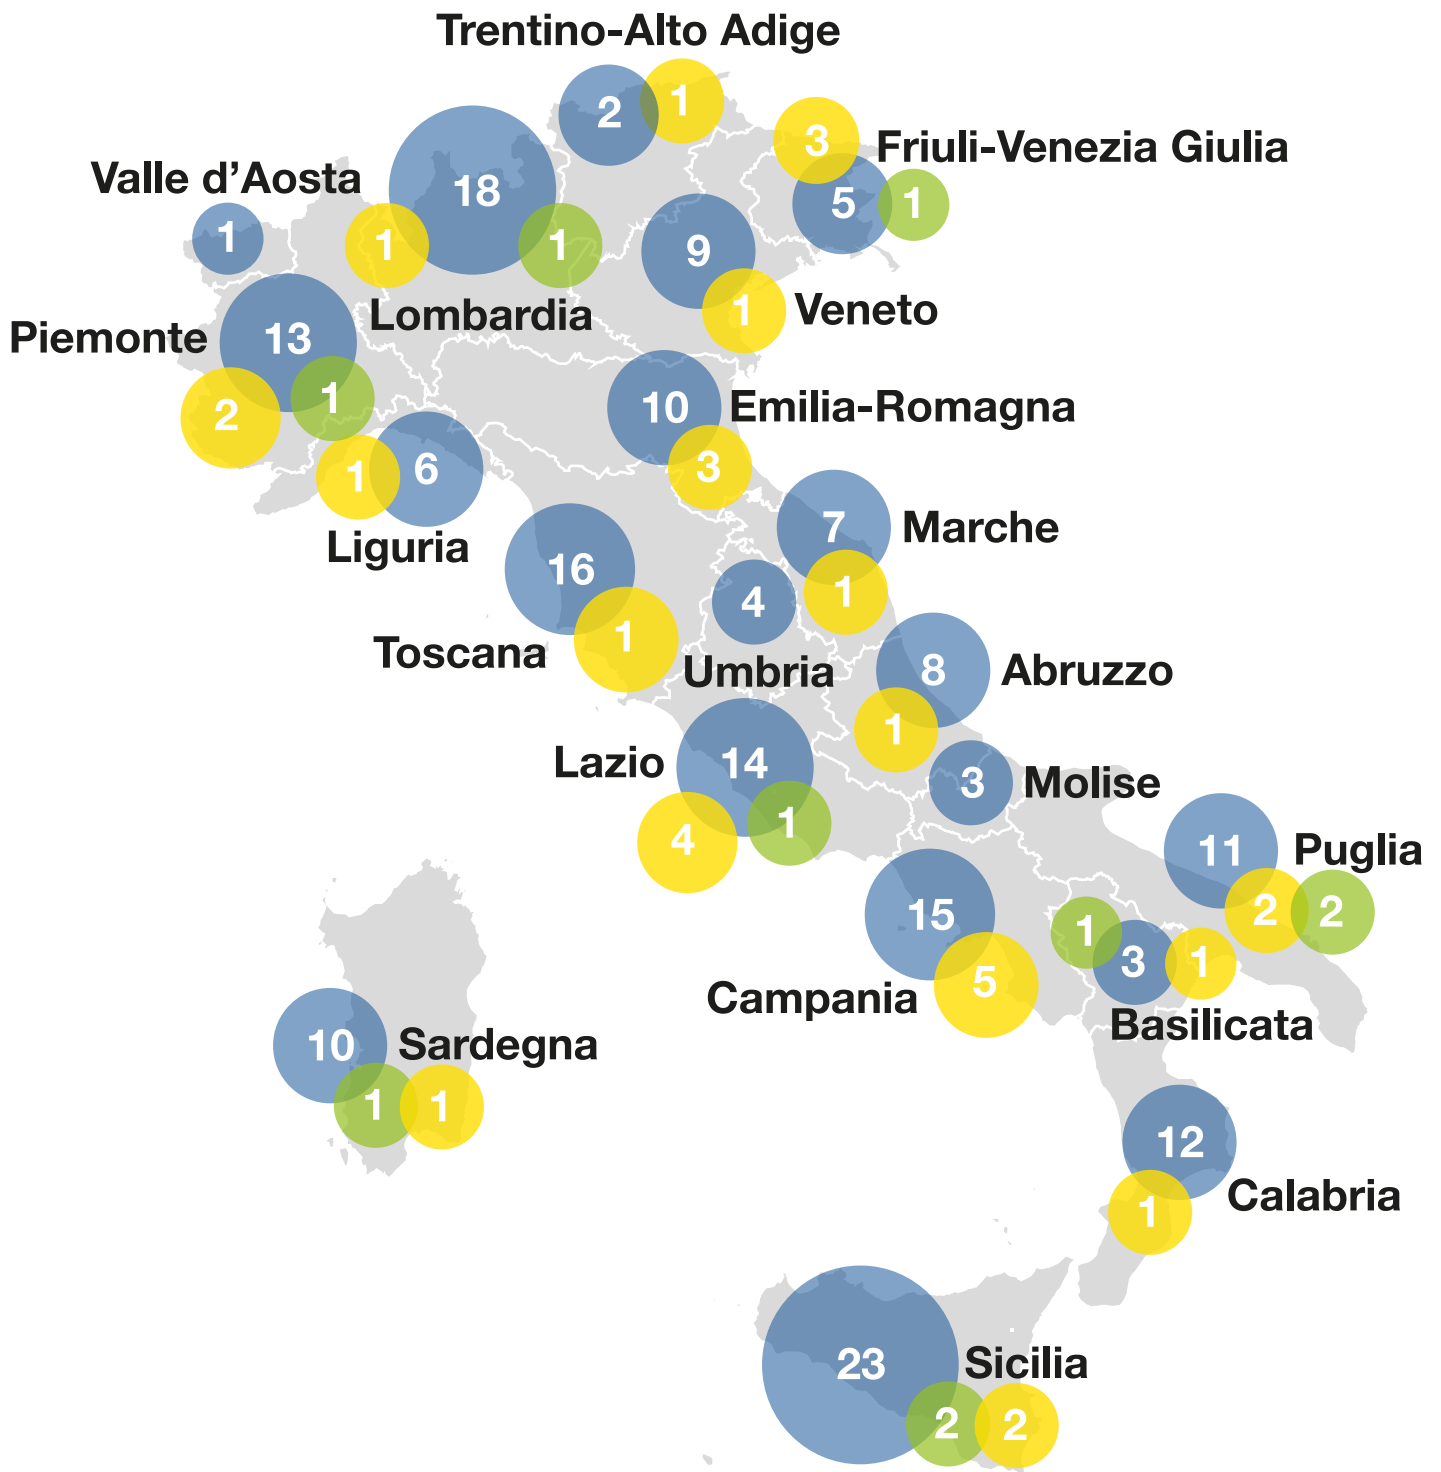 Trentino-Alto Adige
2 1
3
Friuli-Venezia Giulia
5 1
Valle d'Aosta
1
18
1 1
Lombardia
9
1 Veneto
Piemonte
13
2 1
10 Emilia-Romagna
3
1 6
Liguria
7 Marche
1
16
1
Toscana
4
Umbria
8 Abruzzo
1
Lazio
14
4 1
3 Molise
11 Puglia
2 2
15
5
Campania
1 3 1
Basilicata
10 Sardegna
1 1
12
Calabria
1
23 Sicilia
2 2